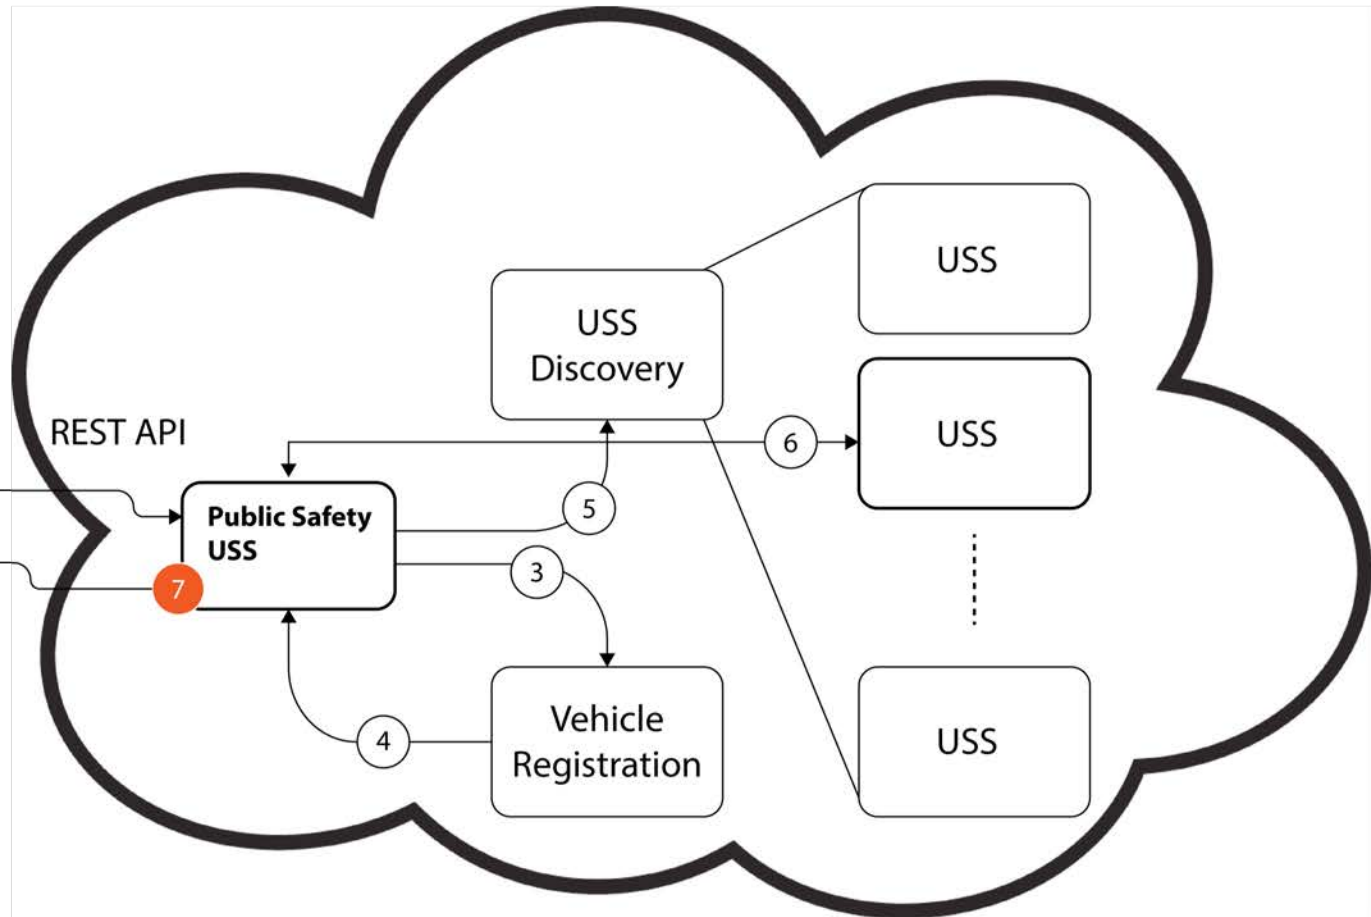 USS
USS
Discovery
REST API
6
USS
Public Safety
USS
5
3
7
Vehicle
Registration
4
USS